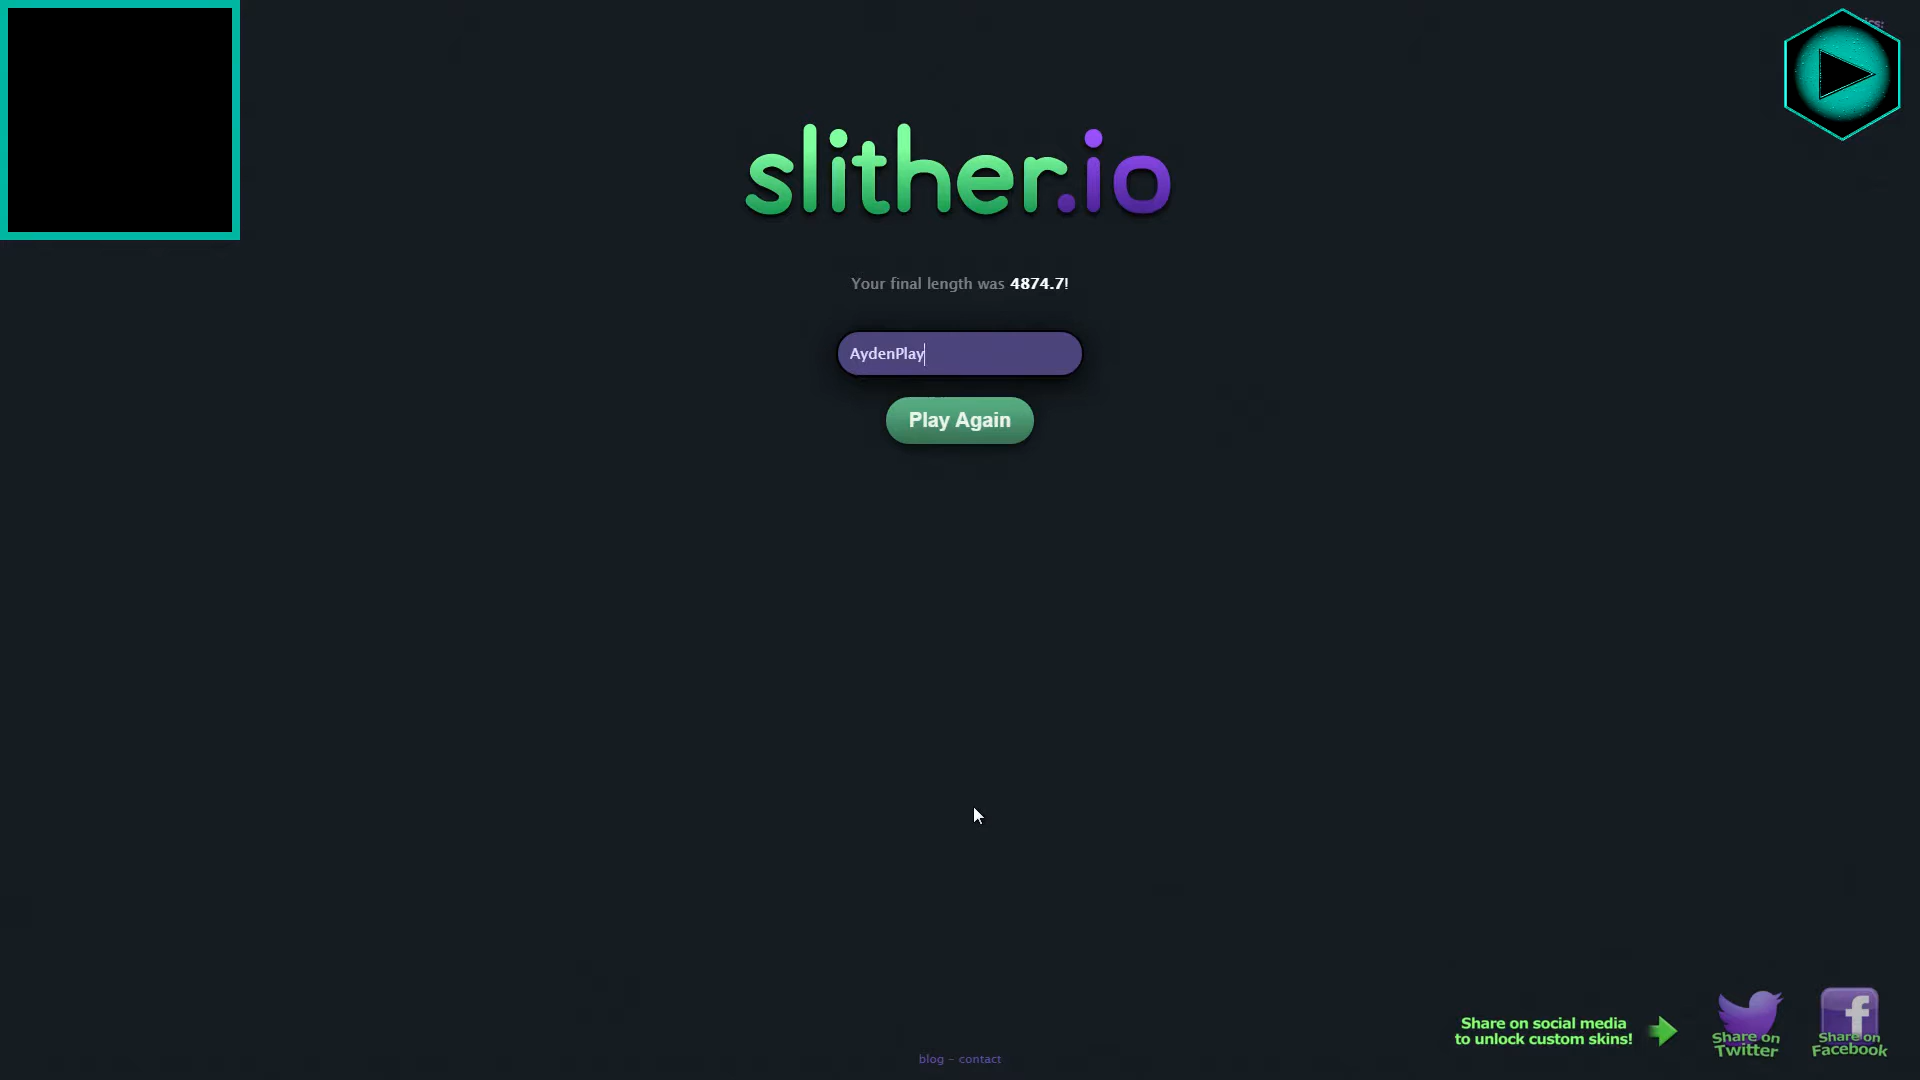 slither.io
Your final length was 4874.7!
AydenPlay
Play Again
Share on social media
to unlock custom skins!
Share on
Twitter
Share on
Facebook
blog - contact